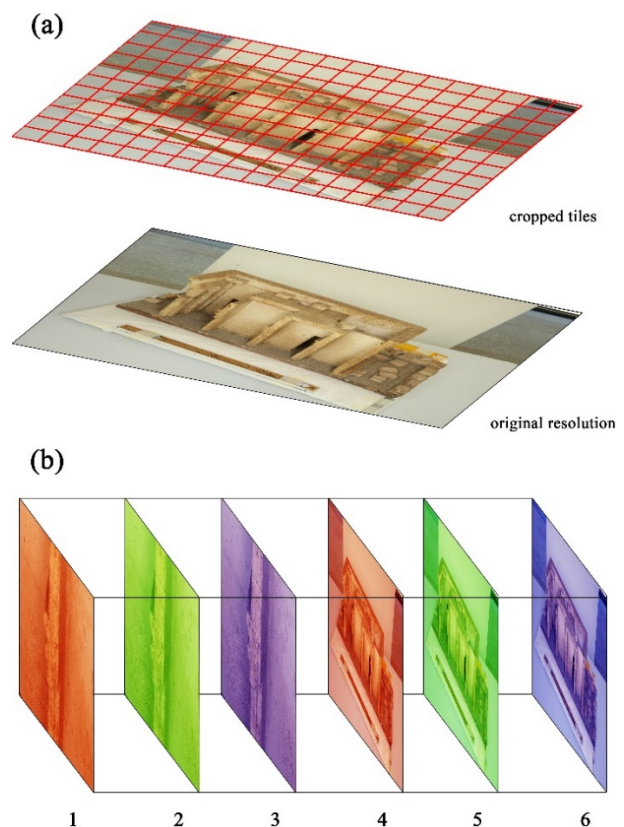 (a)
cropped tiles
original resolution
(b)
1 2 3 4 5 6